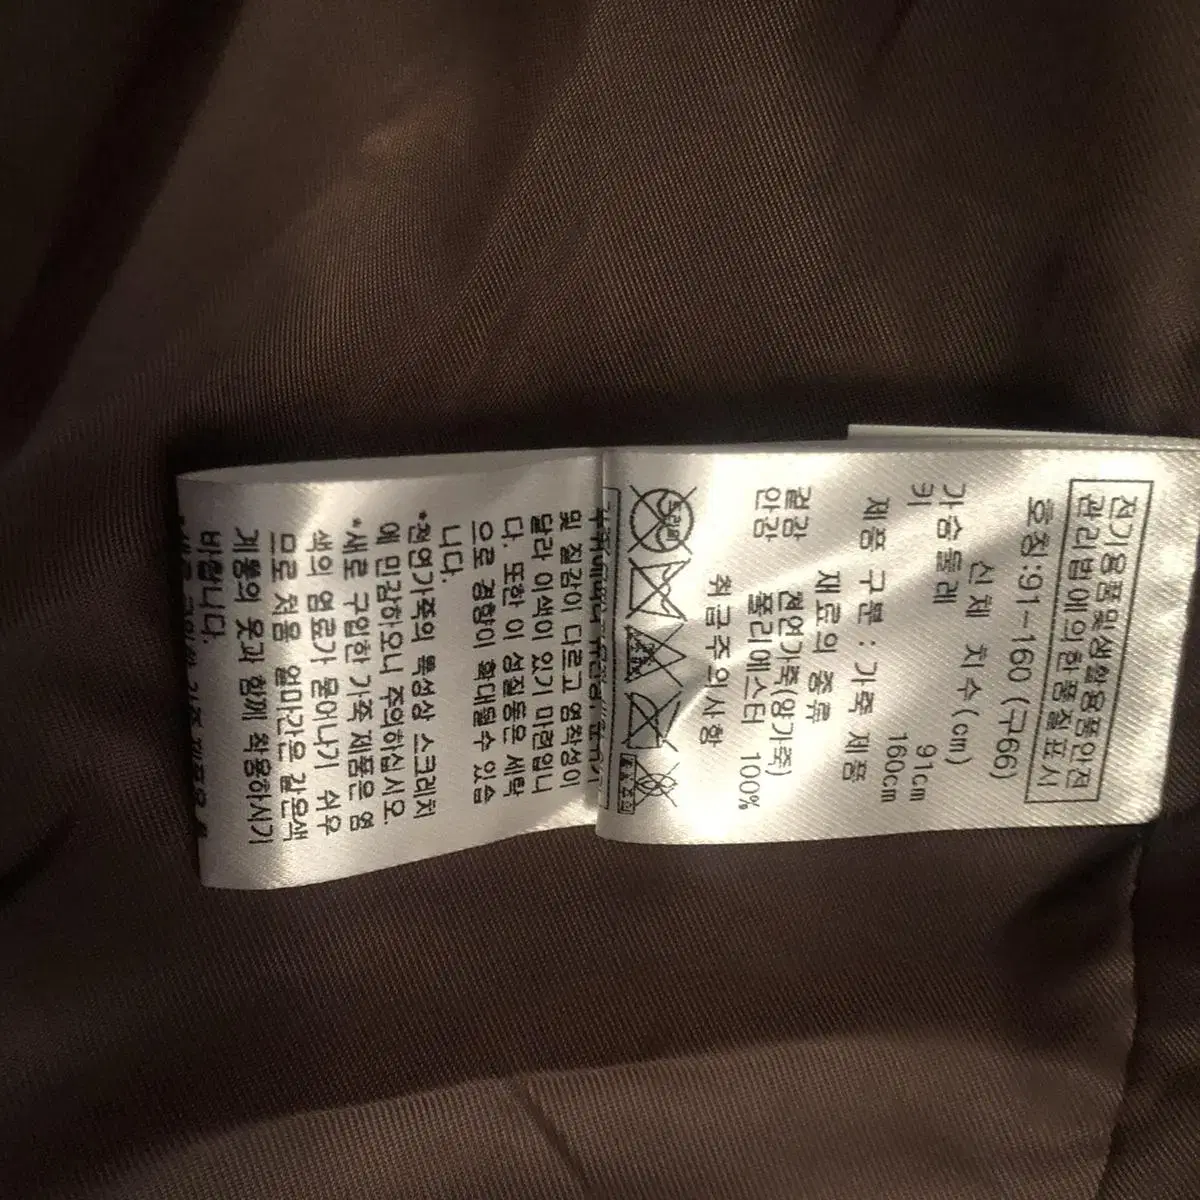 전기용품및생활용품안전
관리법에의한품질표시
호칭:91-160 (구66)
신체 치수(cm)
가슴둘레 91cm
키 160cm
제품 구분 : 가죽 제품
재료의 종류
겉감 천연가죽(양가죽)
안감 폴리에스터 100%
취급주의사항
및 질감이 다르고 염착성이
달라 이색이 있기 마련입니
다. 또한 이 성질등은 세탁
으로 경향이 확대될수 있습
니다.
*천연가죽의 특성상 스크래치
에 민감하오니 주의하십시오.
*새로 구입한 가죽 제품은 염
색의 염료가 묻어나기 쉬우
므로 처음 얼마간은 같은색
계통의 옷과 함께 착용하시기
바랍니다.